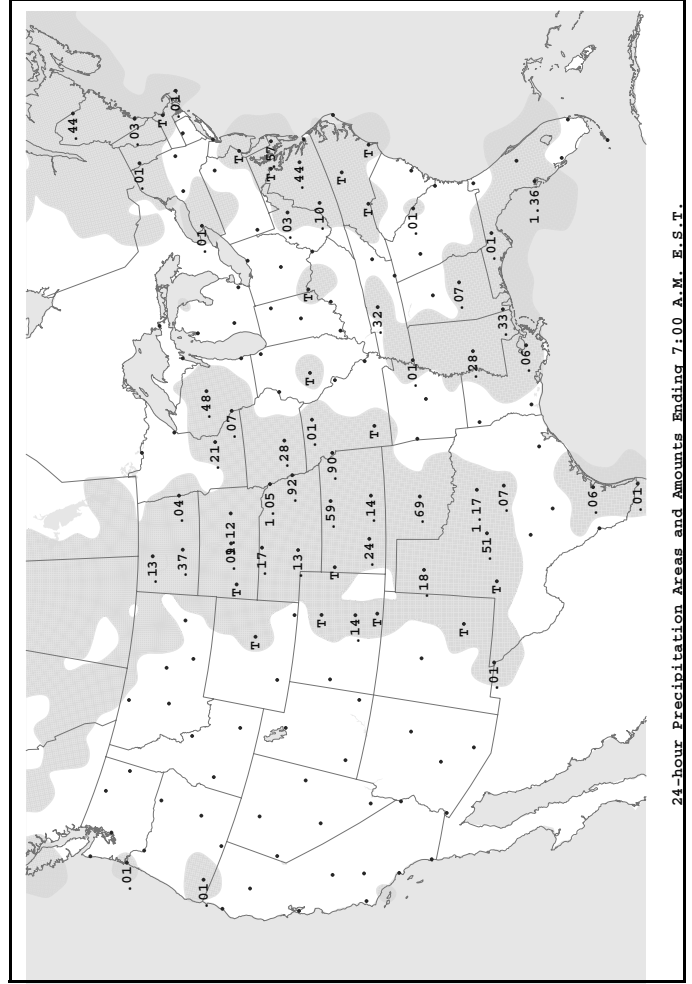 .44
.01 .03
.01
.13 T
.01
.04
.37
.01 .01
.48
.21
1.12 .07
T T
T
.17 1.05 T .57
.28 .03
.92
.13 .44
T T
.01 .10
T .59 .90
T T
.14 T T
.24 .14 T
T .32
.01 .01
.69
.18
.07
T .28
1.17
.51 .01
.01 T
.07 .33
.06
1.36
.06
.01
24-hour Precipitation Areas and Amounts Ending 7:00 A.M. E.S.T.